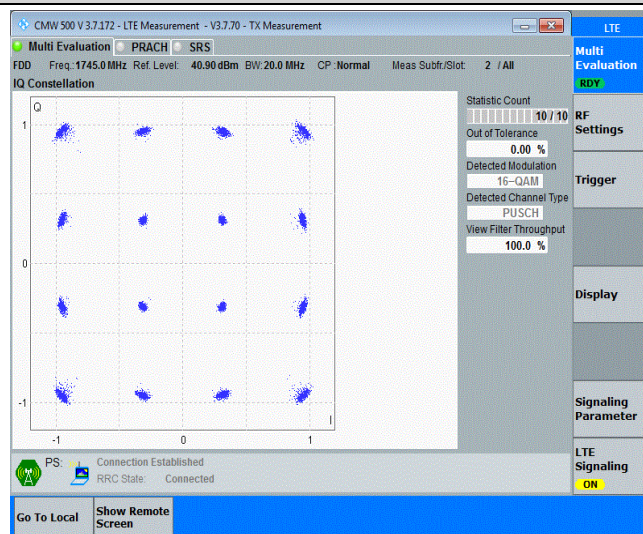 CMW 500 V 3.7.172 - LTE Measurement - V3.7.70 - TX Measurement
LTE
Multi Evaluation PRACH SRS
FDD Freq.:1745.0 MHz Ref. Level: 40.90 dBm BW:20.0 MHz CP :Normal Meas Subfr./Slot: 2 / All
IQ Constellation
Q
1
0
-1
-1 0 1
I
Statistic Count
10 / 10
Out of Tolerance
0.00 %
Detected Modulation
16-QAM
Detected Channel Type
PUSCH
View Filter Throughput
100.0 %
Multi
Evaluation
RDY
RF
Settings
Trigger
Display
Signaling
Parameter
LTE
Signaling
ON
PS: Connection Established
RRC State: Connected
Go To Local
Show Remote
Screen